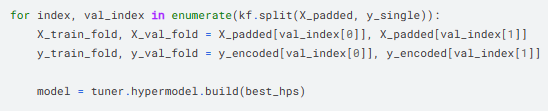 for index, val_index in enumerate(kf.split(X_padded, y_single)):
    X_train_fold, X_val_fold = X_padded[val_index[0]], X_padded[val_index[1]]
    y_train_fold, y_val_fold = y_encoded[val_index[0]], y_encoded[val_index[1]]

    model = tuner.hypermodel.build(best_hps)